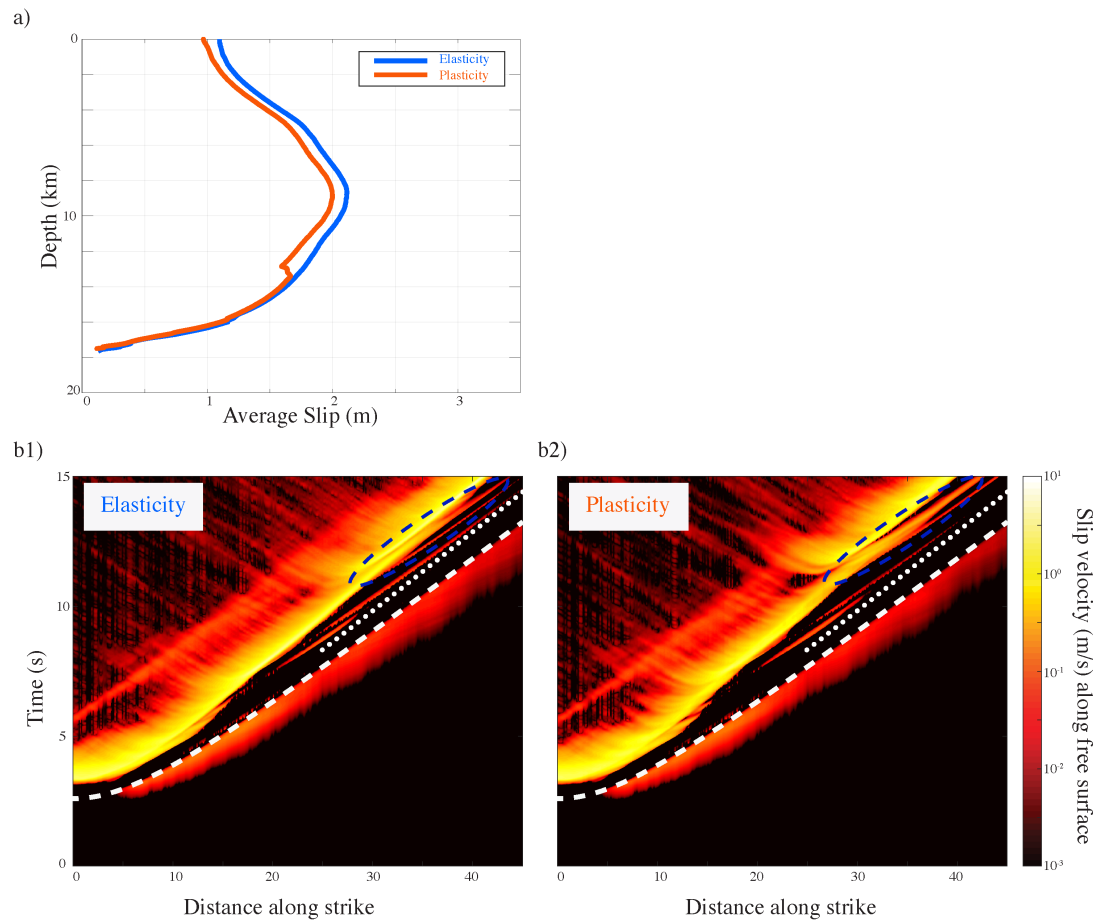 a)
0
10
20
Depth (km)
Elasticity
Plasticity
0
1
2
3
Average Slip (m)
b1)
b2)
15
10
5
0
Time (s)
Elasticity
Plasticity
0
10
20
30
40
Distance along strike
0
10
20
30
40
Distance along strike
10¹
10⁰
10⁻¹
10⁻²
10⁻³
Slip velocity (m/s) along free surface